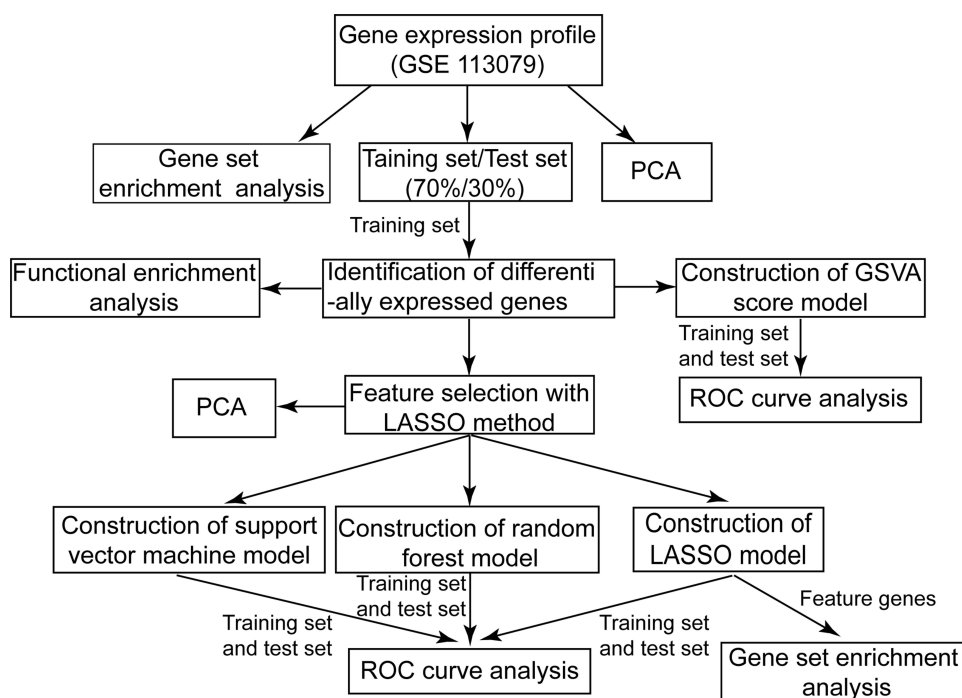 Gene expression profile
(GSE 113079)
Gene set
enrichment analysis
Taining set/Test set
(70%/30%)
PCA
Training set
Functional enrichment
analysis
Identification of differenti
-ally expressed genes
Construction of GSVA
score model
Training set
and test set
PCA
Feature selection with
LASSO method
ROC curve analysis
Construction of support
vector machine model
Construction of random
forest model
Construction of
LASSO model
Training set
and test set
Training set
and test set
Training set
and test set
Feature genes
ROC curve analysis
Gene set enrichment
analysis